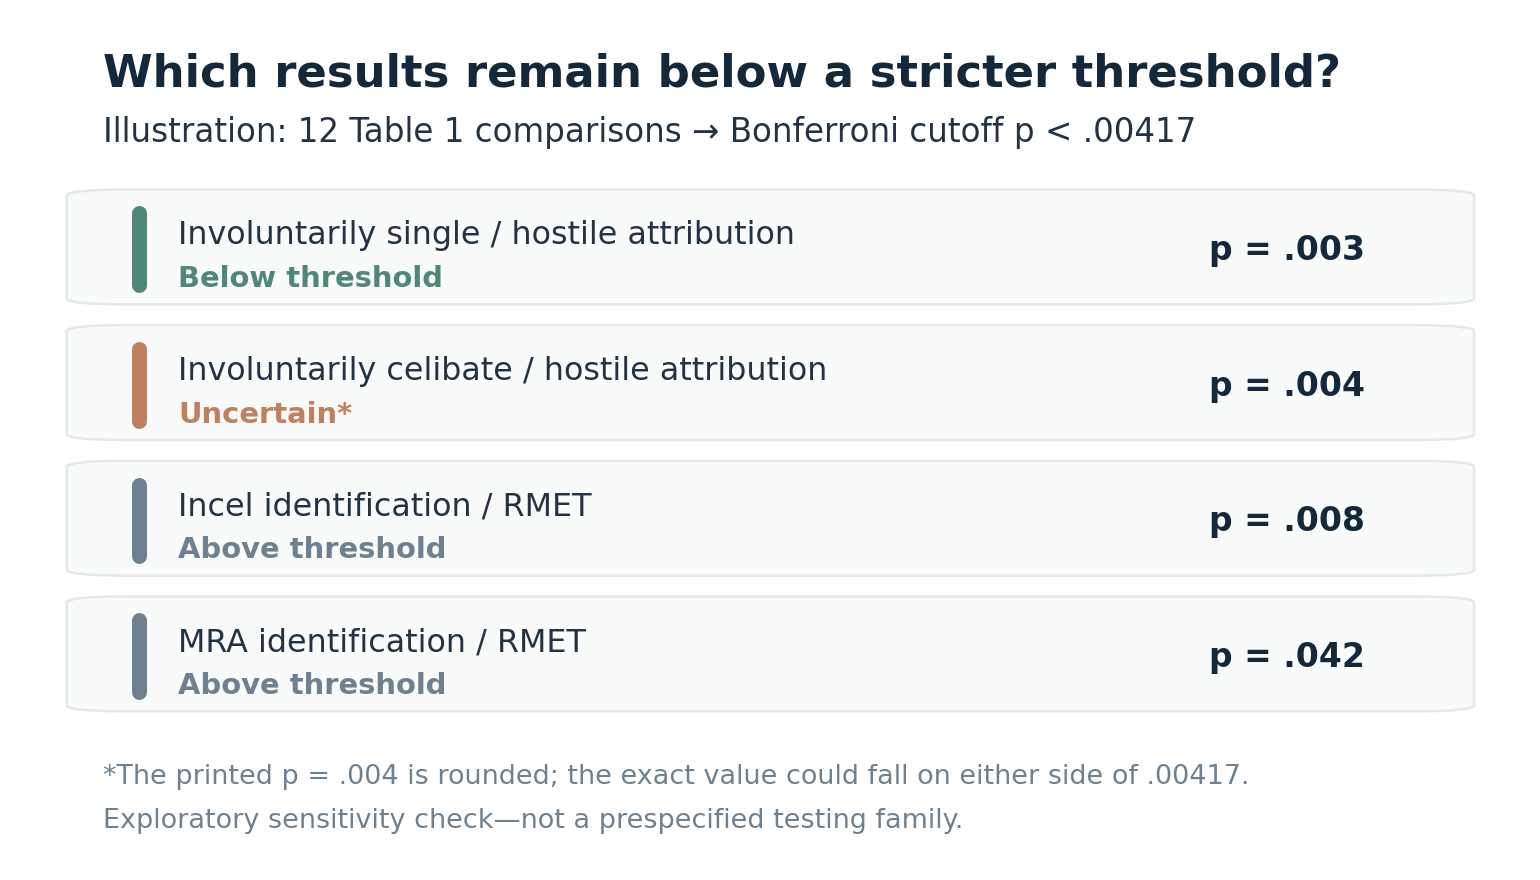 Which results remain below a stricter threshold?
Illustration: 12 Table 1 comparisons → Bonferroni cutoff p < .00417
Involuntarily single / hostile attribution
Below threshold
p = .003
Involuntarily celibate / hostile attribution
Uncertain*
p = .004
Incel identification / RMET
Above threshold
p = .008
MRA identification / RMET
Above threshold
p = .042
*The printed p = .004 is rounded; the exact value could fall on either side of .00417.
Exploratory sensitivity check—not a prespecified testing family.